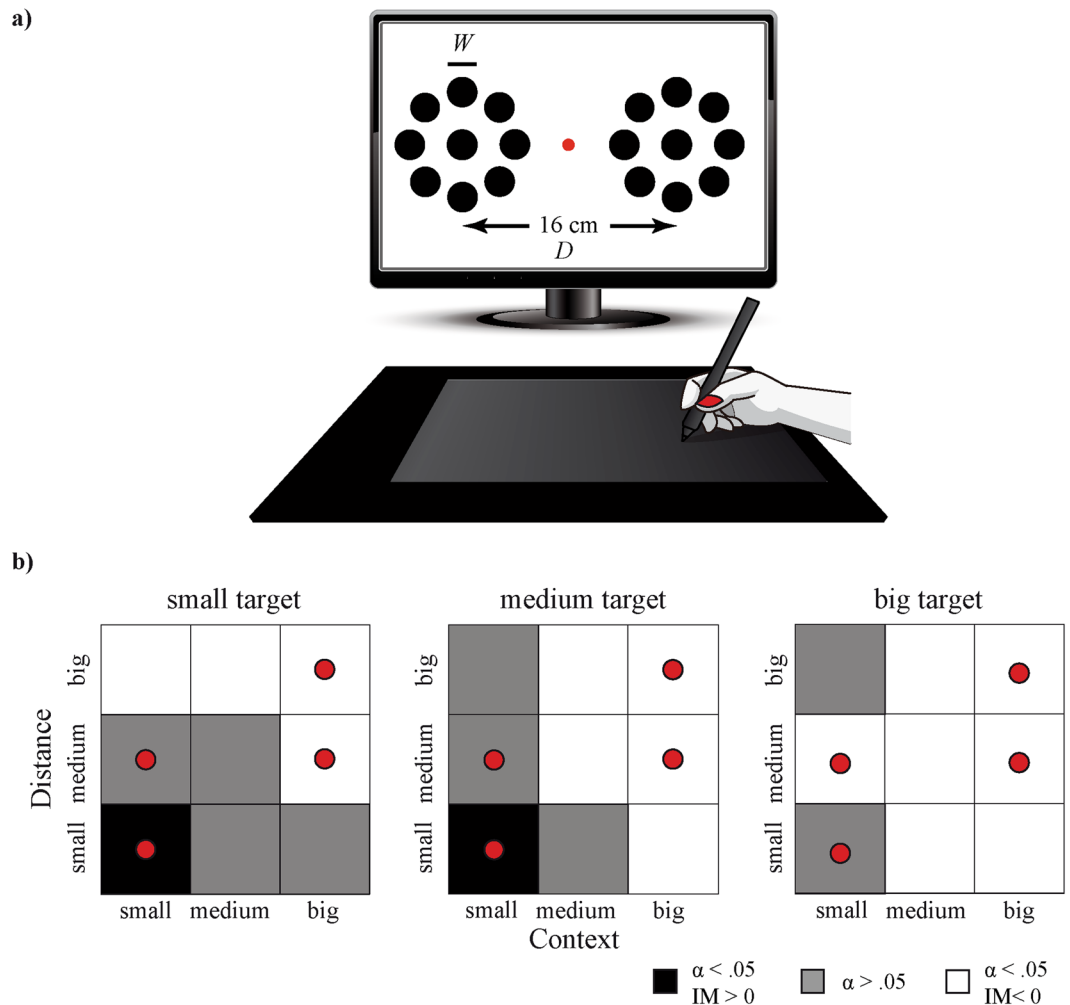 a)
W
16 cm
D
b)
small target
medium target
big target
Distance
big
medium
small
big
medium
small
big
medium
small
small
medium
big
small
medium
big
small
medium
big
Context
α < .05
IM > 0
α > .05
α < .05
IM< 0